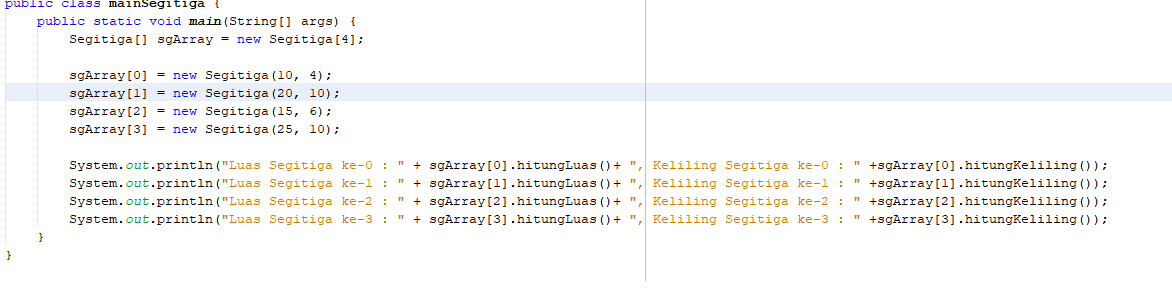 public class mainSegitiga {
public static void main(String[] args) {
Segitiga[] sgArray = new Segitiga[4];
sgArray[0] = new Segitiga(10, 4);
sgArray[1] = new Segitiga(20, 10);
sgArray[2] = new Segitiga(15, 6);
sgArray[3] = new Segitiga(25, 10);
System.out.println("Luas Segitiga ke-0 : " + sgArray[0].hitungLuas()+ ", Keliling Segitiga ke-0 : " +sgArray[0].hitungKeliling());
System.out.println("Luas Segitiga ke-1 : " + sgArray[1].hitungLuas()+ ", Keliling Segitiga ke-1 : " +sgArray[1].hitungKeliling());
System.out.println("Luas Segitiga ke-2 : " + sgArray[2].hitungLuas()+ ", Keliling Segitiga ke-2 : " +sgArray[2].hitungKeliling());
System.out.println("Luas Segitiga ke-3 : " + sgArray[3].hitungLuas()+ ", Keliling Segitiga ke-3 : " +sgArray[3].hitungKeliling());
}
}